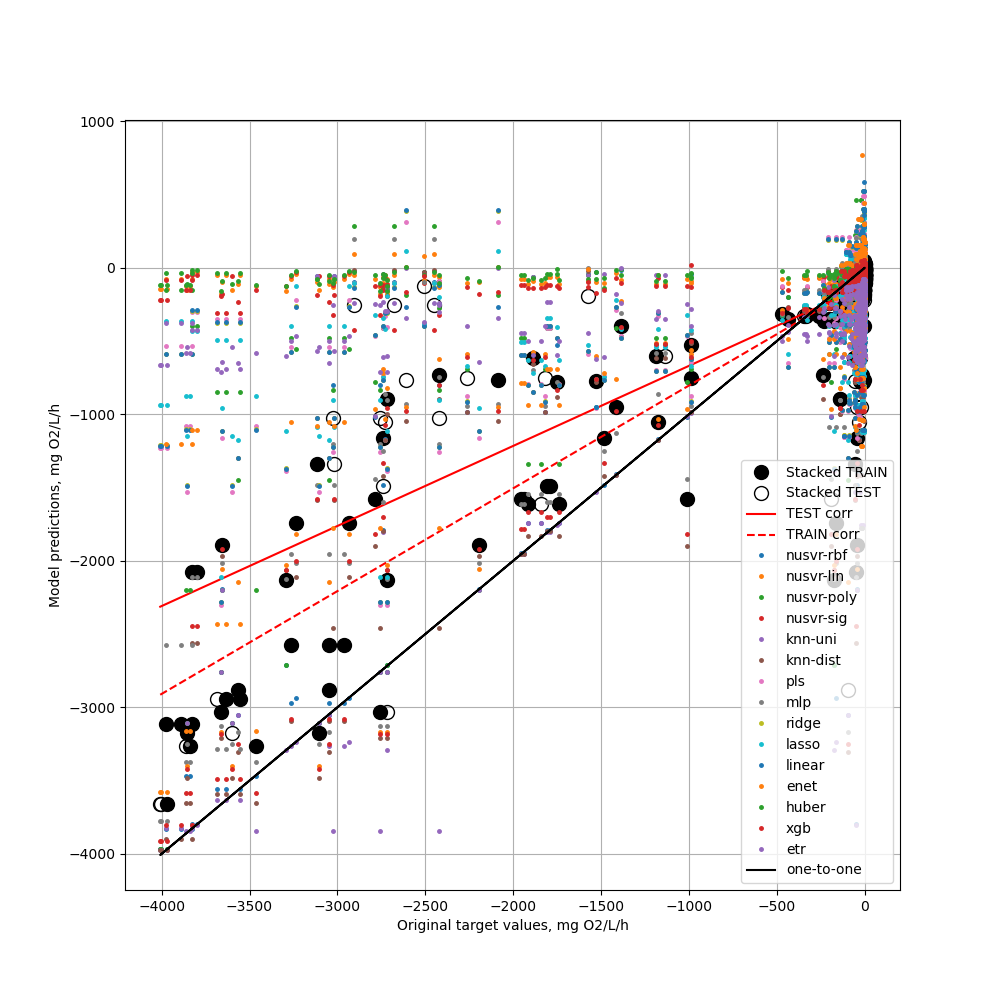 1000
0
−1000
−2000
−3000
−4000
Model predictions, mg O2/L/h
−4000 −3500 −3000 −2500 −2000 −1500 −1000 −500 0
Original target values, mg O2/L/h
Stacked TRAIN
Stacked TEST
TEST corr
TRAIN corr
nusvr-rbf
nusvr-lin
nusvr-poly
nusvr-sig
knn-uni
knn-dist
pls
mlp
ridge
lasso
linear
enet
huber
xgb
etr
one-to-one